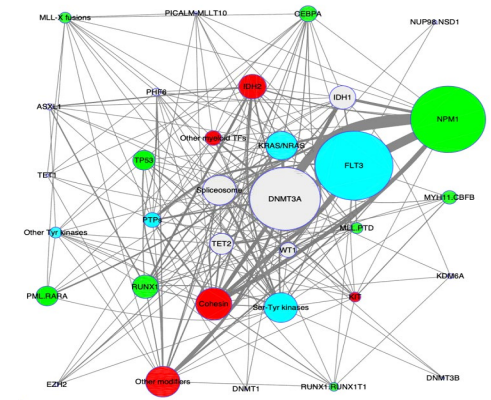 MLL-X fusions
PICALM-MLLT10
CEBPA
NUP98.NSD1
ASXL1
PHF6
IDH2
IDH1
NPM1
Other myeloid TFs
KRAS/NRAS
TP53
FLT3
TET1
Spliceosome
DNMT3A
MYH11.CBFB
PTPs
Other Tyr kinases
TET2
WT1
MLL.PTD
KDM6A
PML.RARA
RUNX1
Cohesin
Ser-Tyr kinases
KIT
EZH2
Other modifiers
DNMT1
RUNX1.RUNX1T1
DNMT3B